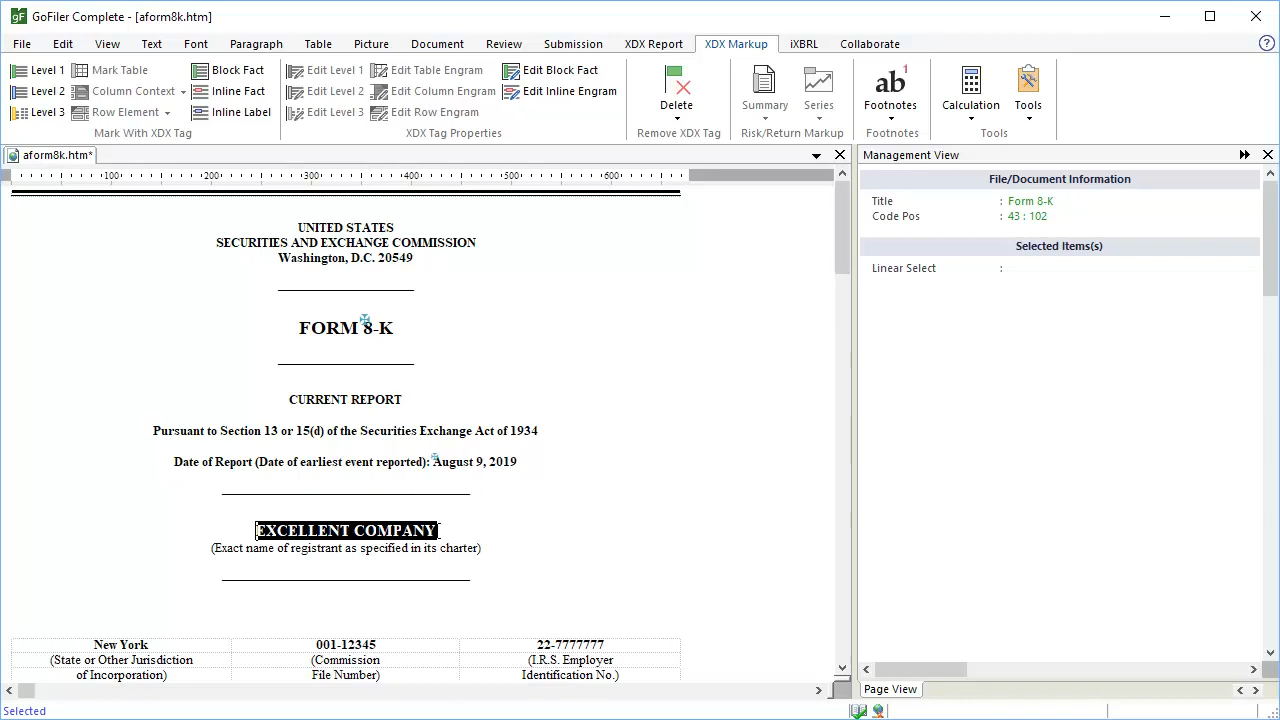 gF GoFiler Complete - [aform8k.htm]
File Edit View Text Font Paragraph Table Picture Document Review Submission XDX Report XDX Markup iXBRL Collaborate ?
Level 1 Mark Table Block Fact Edit Level 1 Edit Table Engram Edit Block Fact
Level 2 Column Context Inline Fact Edit Level 2 Edit Column Engram Edit Inline Engram
Level 3 Row Element Inline Label Edit Level 3 Edit Row Engram
Delete Summary Series ab1 Footnotes Calculation Tools
Mark With XDX Tag XDX Tag Properties Remove XDX Tag Risk/Return Markup Footnotes Tools
aform8k.htm*
100 200 300 400 500 600
UNITED STATES
SECURITIES AND EXCHANGE COMMISSION
Washington, D.C. 20549
FORM 8-K
CURRENT REPORT
Pursuant to Section 13 or 15(d) of the Securities Exchange Act of 1934
Date of Report (Date of earliest event reported): August 9, 2019
EXCELLENT COMPANY
(Exact name of registrant as specified in its charter)
New York 001-12345 22-7777777
(State or Other Jurisdiction (Commission (I.R.S. Employer
of Incorporation) File Number) Identification No.)
Management View
File/Document Information
Title : Form 8-K
Code Pos : 43 : 102
Selected Items(s)
Linear Select :
Page View
Selected